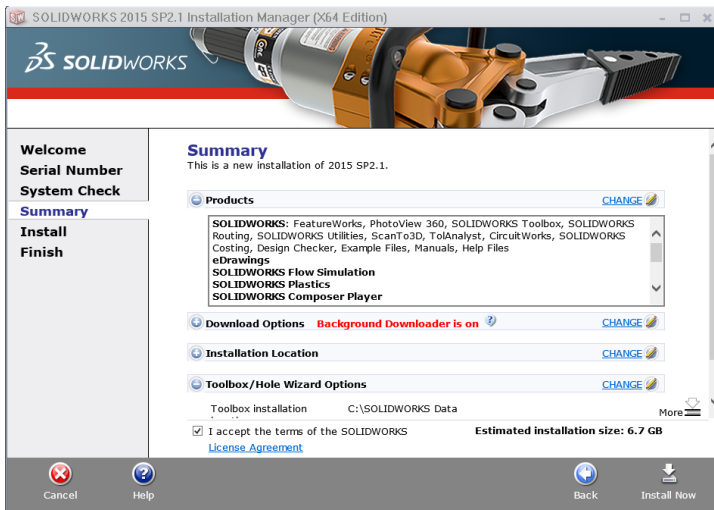 SOLIDWORKS 2015 SP2.1 Installation Manager (X64 Edition)
SOLIDWORKS
Welcome
Serial Number
System Check
Summary
Install
Finish
Summary
This is a new installation of 2015 SP2.1.
Products CHANGE
SOLIDWORKS: FeatureWorks, PhotoView 360, SOLIDWORKS Toolbox, SOLIDWORKS
Routing, SOLIDWORKS Utilities, ScanTo3D, TolAnalyst, CircuitWorks, SOLIDWORKS
Costing, Design Checker, Example Files, Manuals, Help Files
eDrawings
SOLIDWORKS Flow Simulation
SOLIDWORKS Plastics
SOLIDWORKS Composer Player
Download Options Background Downloader is on CHANGE
Installation Location CHANGE
Toolbox/Hole Wizard Options CHANGE
Toolbox installation C:\SOLIDWORKS Data
More
I accept the terms of the SOLIDWORKS Estimated installation size: 6.7 GB
License Agreement
Cancel Help Back Install Now